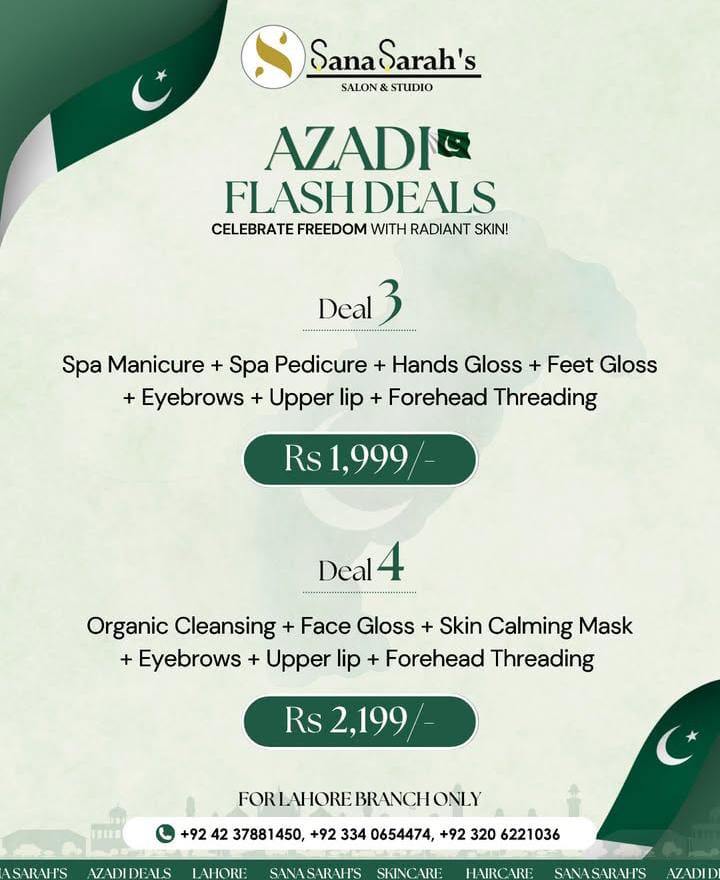 Sana Sarah's
SALON & STUDIO
AZADI
FLASH DEALS
CELEBRATE FREEDOM WITH RADIANT SKIN!
Deal 3
Spa Manicure + Spa Pedicure + Hands Gloss + Feet Gloss
+ Eyebrows + Upper lip + Forehead Threading
Rs 1,999/-
Deal 4
Organic Cleansing + Face Gloss + Skin Calming Mask
+ Eyebrows + Upper lip + Forehead Threading
Rs 2,199/-
FOR LAHORE BRANCH ONLY
+92 42 37881450, +92 334 0654474, +92 320 6221036
NA SARAH'S AZADI DEALS LAHORE SANA SARAH'S SKINCARE HAIRCARE SANA SARAH'S AZADI D